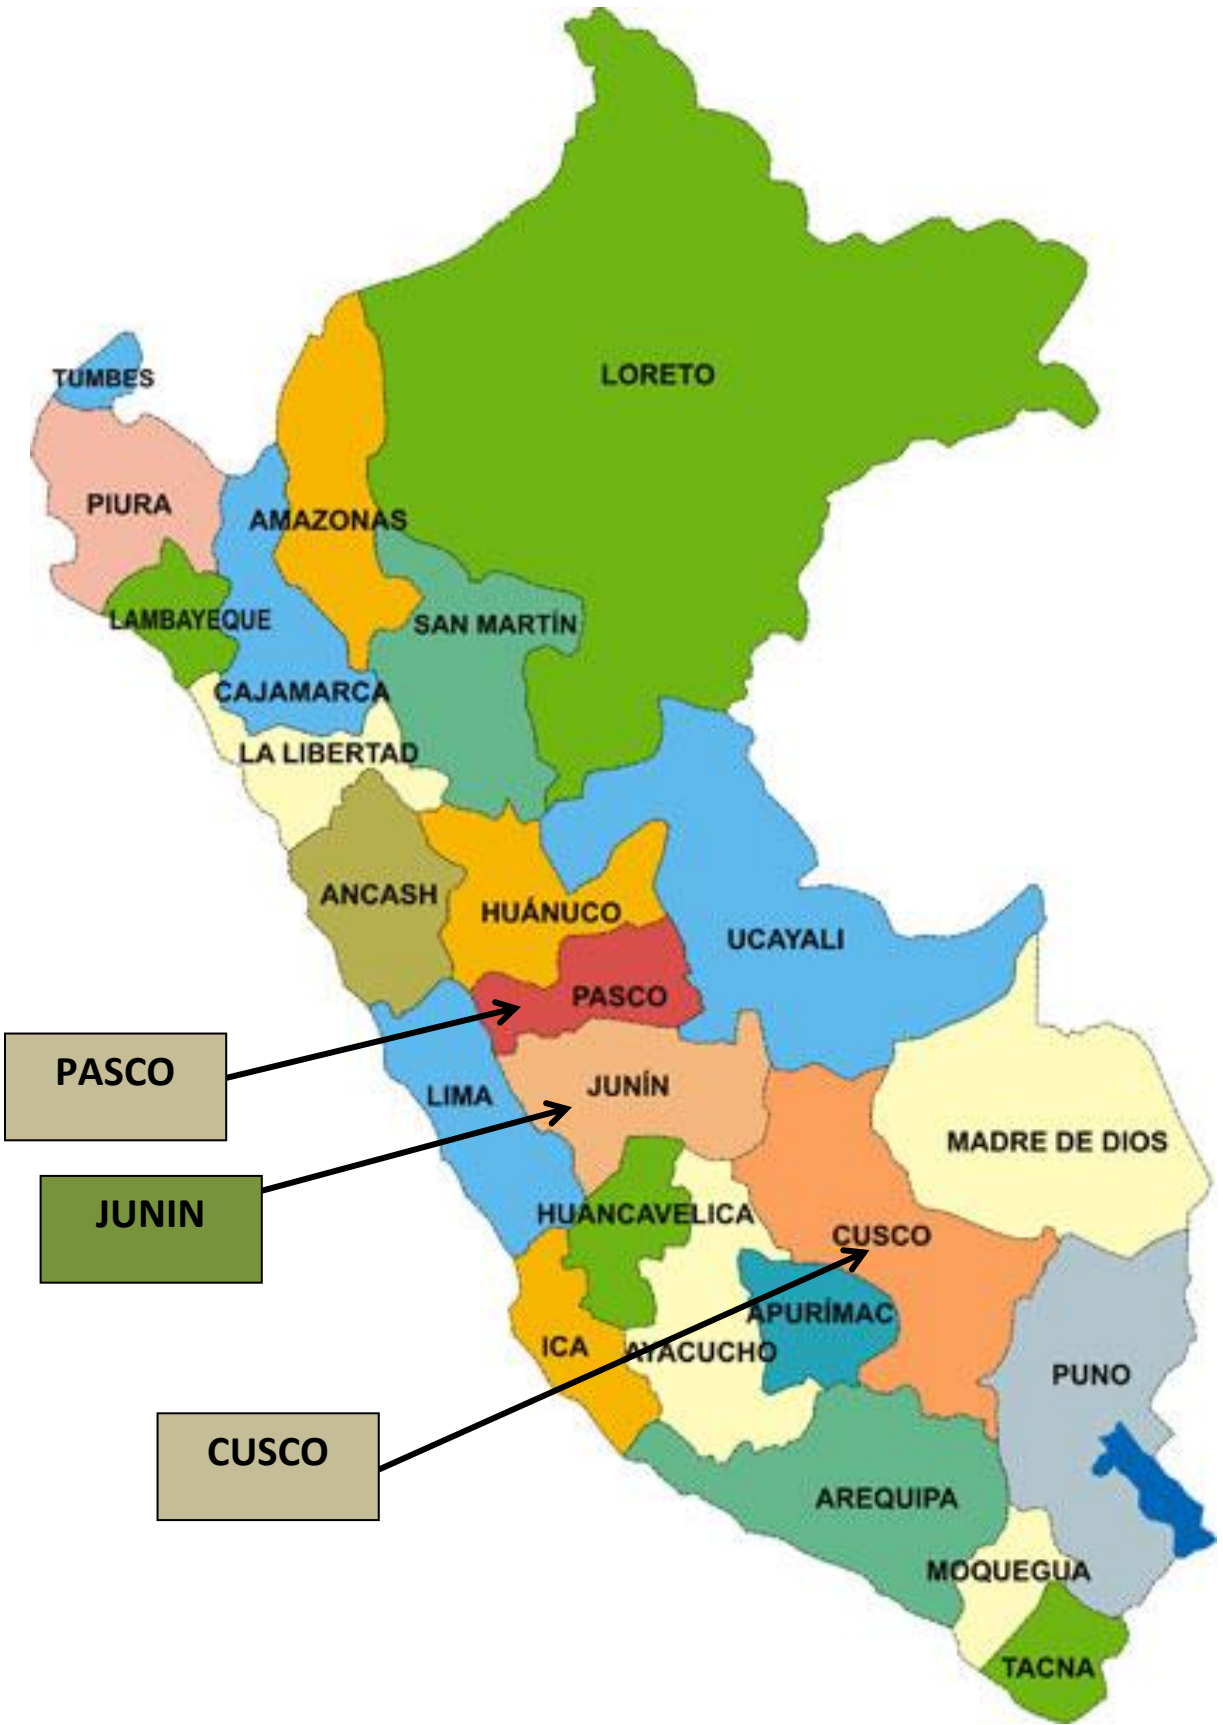 LORETO
TUMBES
PIURA
AMAZONAS
LAMBAYEQUE
SAN MARTÍN
CAJAMARCA
LA LIBERTAD
ANCASH
HUÁNUCO
UCAYALI
PASCO
PASCO
LIMA
JUNÍN
MADRE DE DIOS
JUNIN
HUANCAVELICA
CUSCO
APURÍMAC
ICA
AYACUCHO
PUNO
CUSCO
AREQUIPA
MOQUEGUA
TACNA